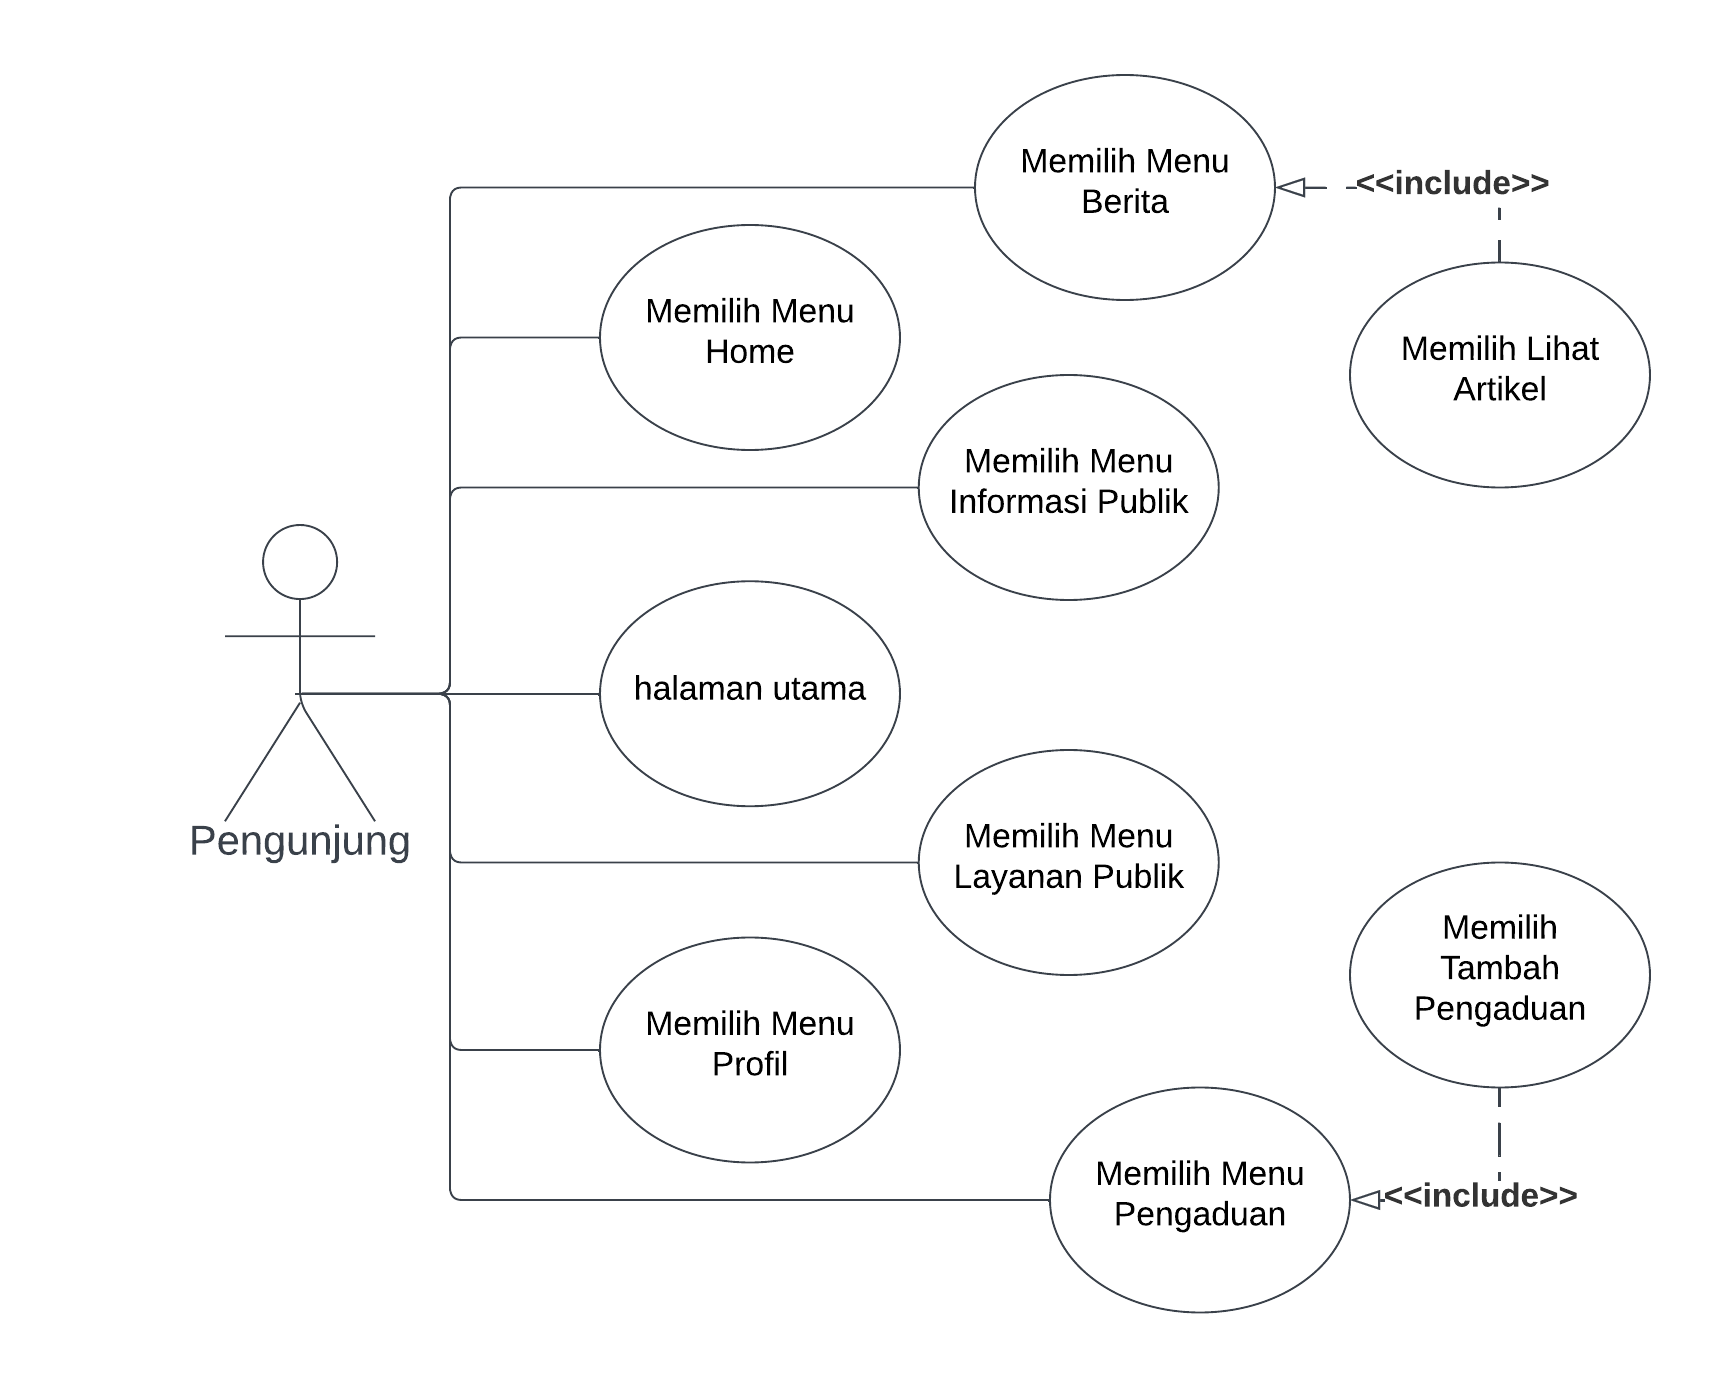 Memilih Menu
Berita
<<include>>
Memilih Menu
Home
Memilih Lihat
Artikel
Memilih Menu
Informasi Publik
halaman utama
Pengunjung
Memilih Menu
Layanan Publik
Memilih
Tambah
Pengaduan
Memilih Menu
Profil
Memilih Menu
Pengaduan
<<include>>